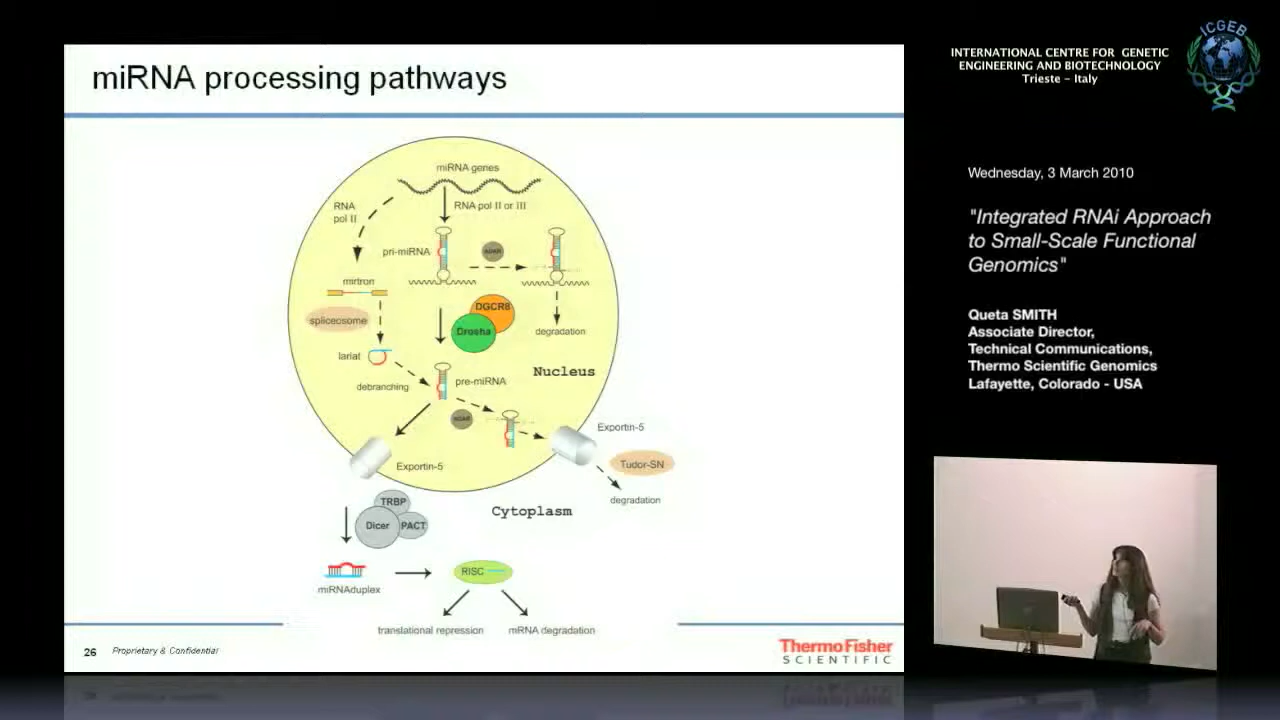 miRNA processing pathways
miRNA genes
RNA
pol II
RNA pol II or III
pri-miRNA
ADAR
mirtron
DGCR8
Drosha
spliceosome
degradation
lariat
Nucleus
debranching
pre-miRNA
ADAR
Exportin-5
Exportin-5
Tudor-SN
degradation
TRBP
Cytoplasm
Dicer
PACT
miRNAduplex
RISC
translational repression
mRNA degradation
26
Proprietary & Confidential
ThermoFisher
SCIENTIFIC
INTERNATIONAL CENTRE FOR GENETIC
ENGINEERING AND BIOTECHNOLOGY
Trieste - Italy
ICGEB
Wednesday, 3 March 2010
"Integrated RNAi Approach
to Small-Scale Functional
Genomics"
Queta SMITH
Associate Director,
Technical Communications,
Thermo Scientific Genomics
Lafayette, Colorado - USA